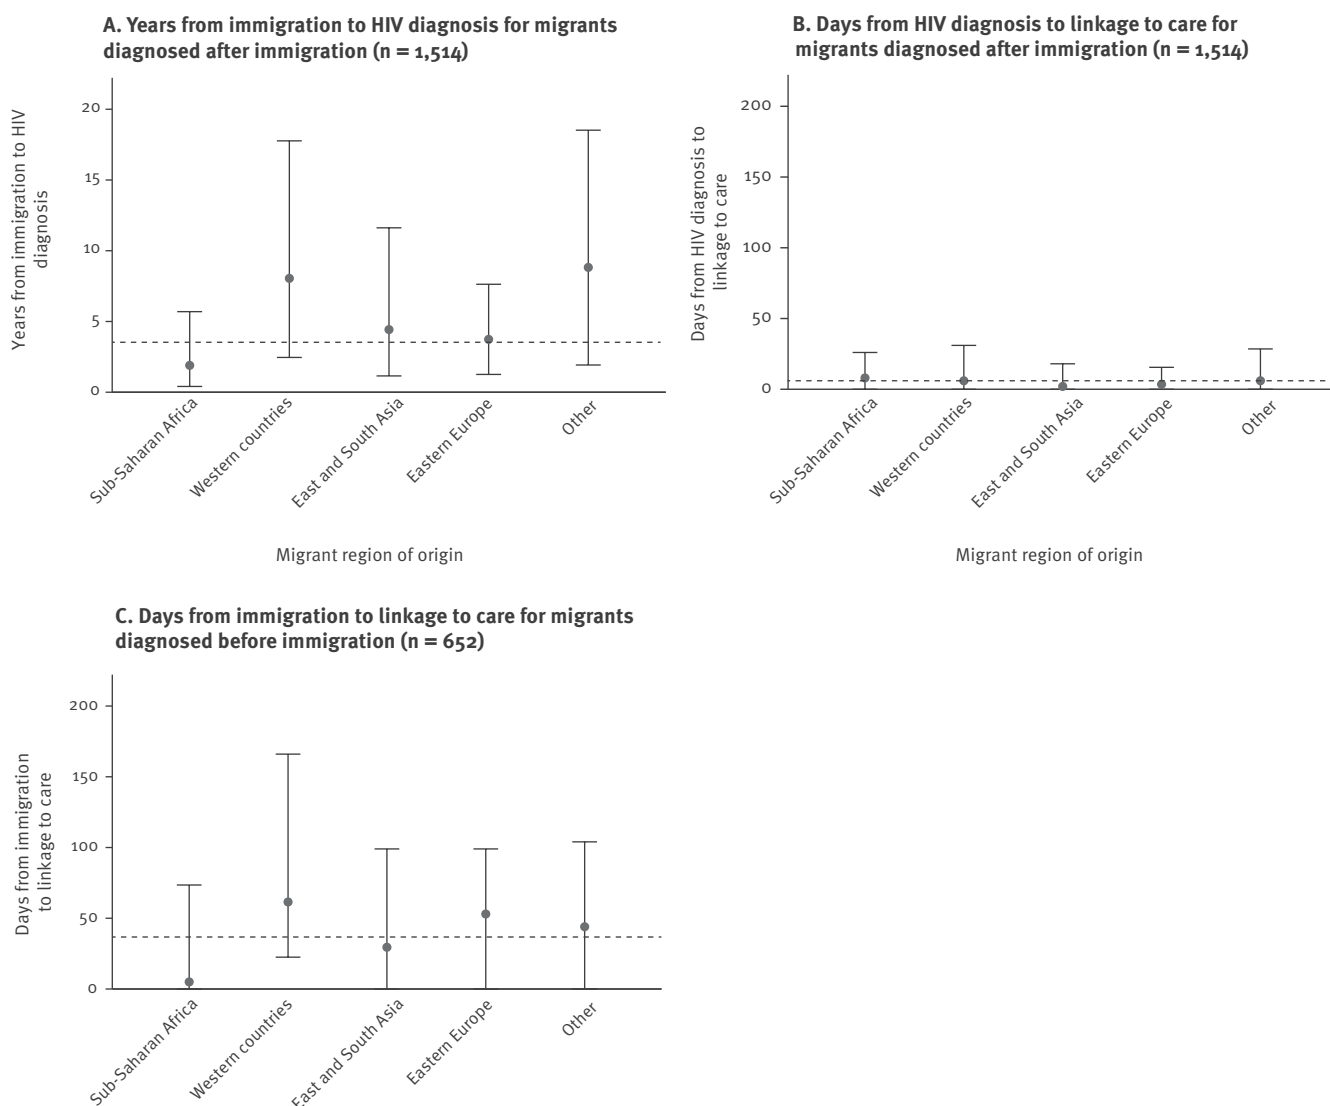 A. Years from immigration to HIV diagnosis for migrants
diagnosed after immigration (n = 1,514)
Years from immigration to HIV
diagnosis
20
15
10
5
0
Sub-Saharan Africa
Western countries
East and South Asia
Eastern Europe
Other
Migrant region of origin
B. Days from HIV diagnosis to linkage to care for
migrants diagnosed after immigration (n = 1,514)
Days from HIV diagnosis to
linkage to care
200
150
100
50
0
Sub-Saharan Africa
Western countries
East and South Asia
Eastern Europe
Other
Migrant region of origin
C. Days from immigration to linkage to care for migrants
diagnosed before immigration (n = 652)
Days from immigration
to linkage to care
200
150
100
50
0
Sub-Saharan Africa
Western countries
East and South Asia
Eastern Europe
Other